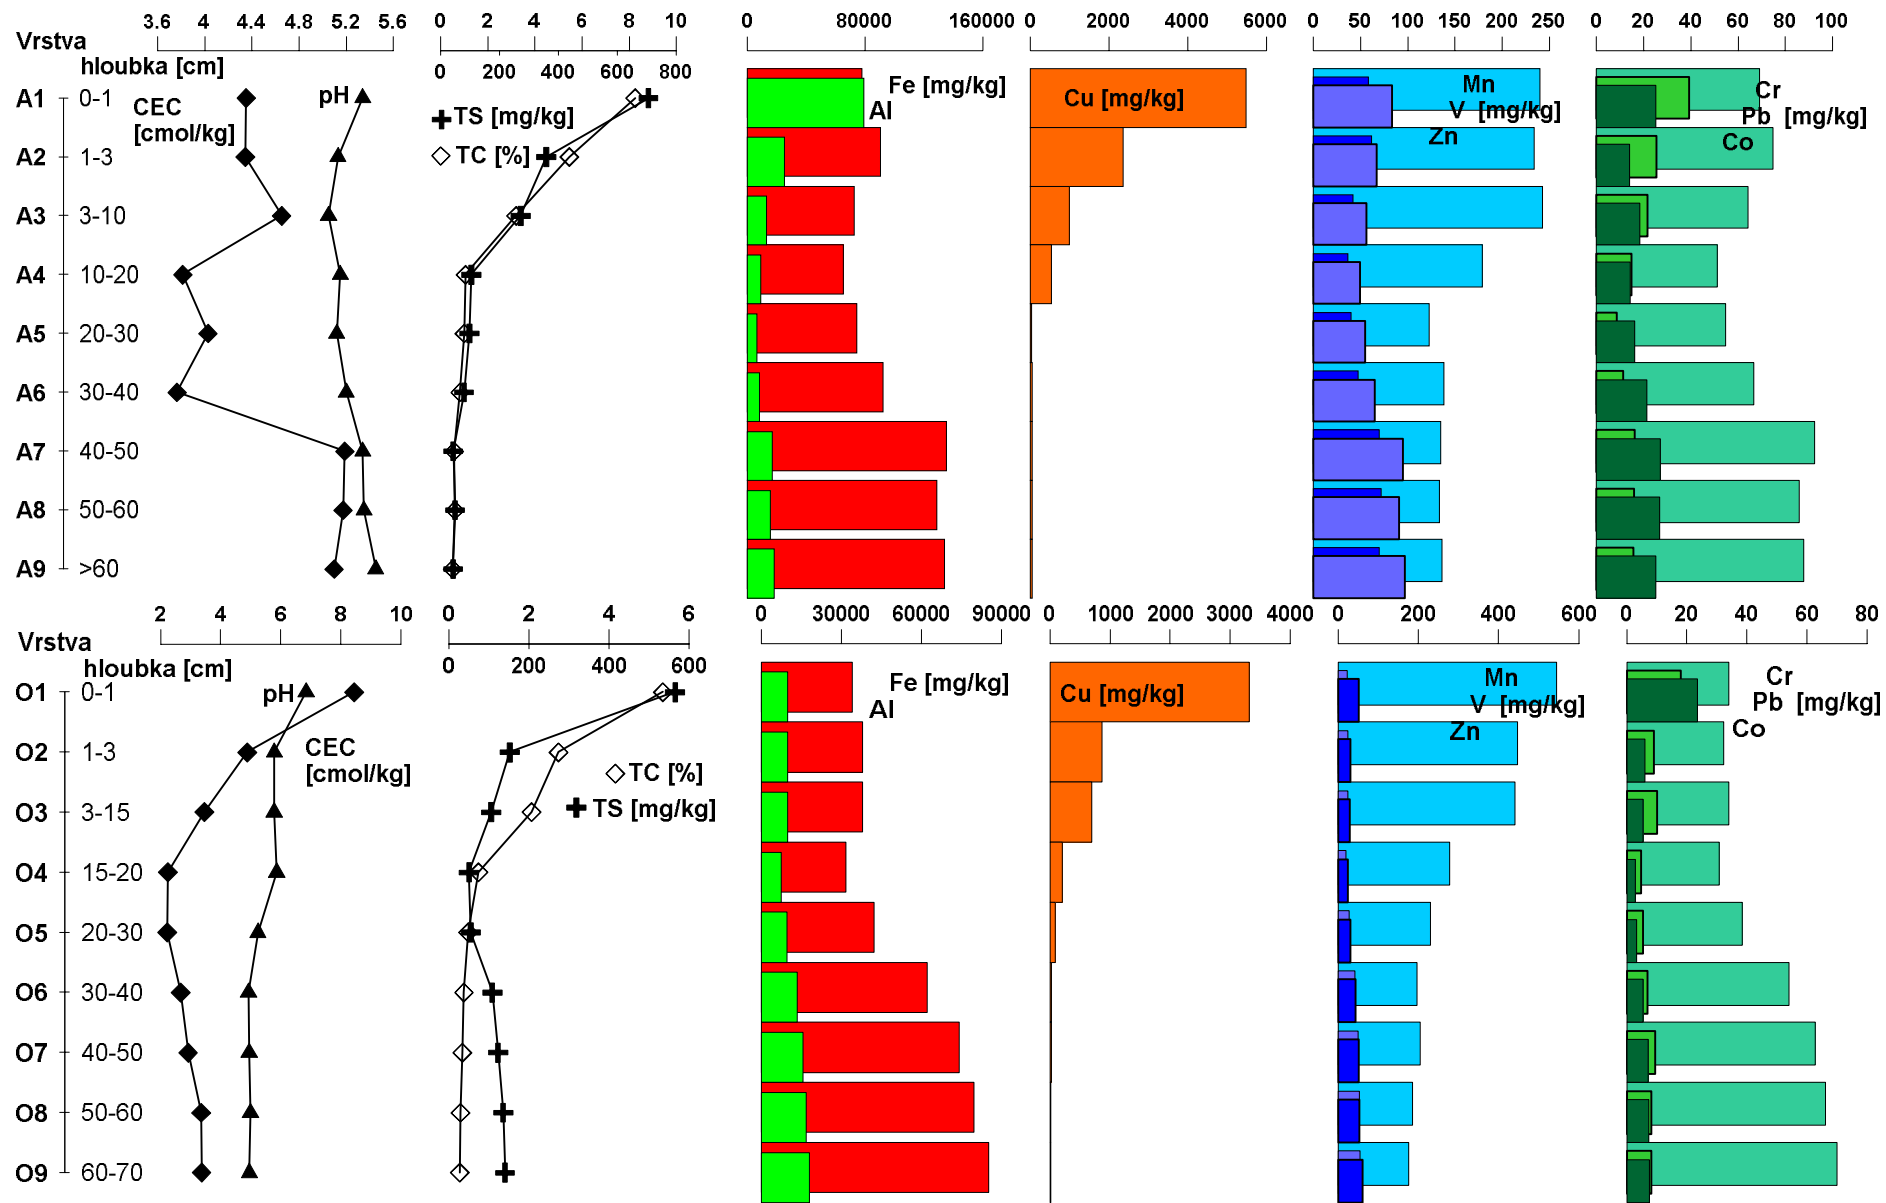 3.6 4 4.4 4.8 5.2 5.6
0 2 4 6 8 10
0 200 400 600 800
0 80000 160000
0 2000 4000 6000
0 50 100 150 200 250
0 20 40 60 80 100
Vrstva
hloubka [cm]
CEC
[cmol/kg]
pH
TS [mg/kg]
TC [%]
Fe [mg/kg]
Al
Cu [mg/kg]
Mn
V [mg/kg]
Zn
Cr
Pb [mg/kg]
Co
A1 0-1
A2 1-3
A3 3-10
A4 10-20
A5 20-30
A6 30-40
A7 40-50
A8 50-60
A9 >60
2 4 6 8 10
0 2 4 6
0 200 400 600
0 30000 60000 90000
0 1000 2000 3000 4000
0 200 400 600
0 20 40 60 80
Vrstva
hloubka [cm]
pH
CEC
[cmol/kg]
TC [%]
TS [mg/kg]
Fe [mg/kg]
Al
Cu [mg/kg]
Mn
V [mg/kg]
Zn
Cr
Pb [mg/kg]
Co
O1 0-1
O2 1-3
O3 3-15
O4 15-20
O5 20-30
O6 30-40
O7 40-50
O8 50-60
O9 60-70